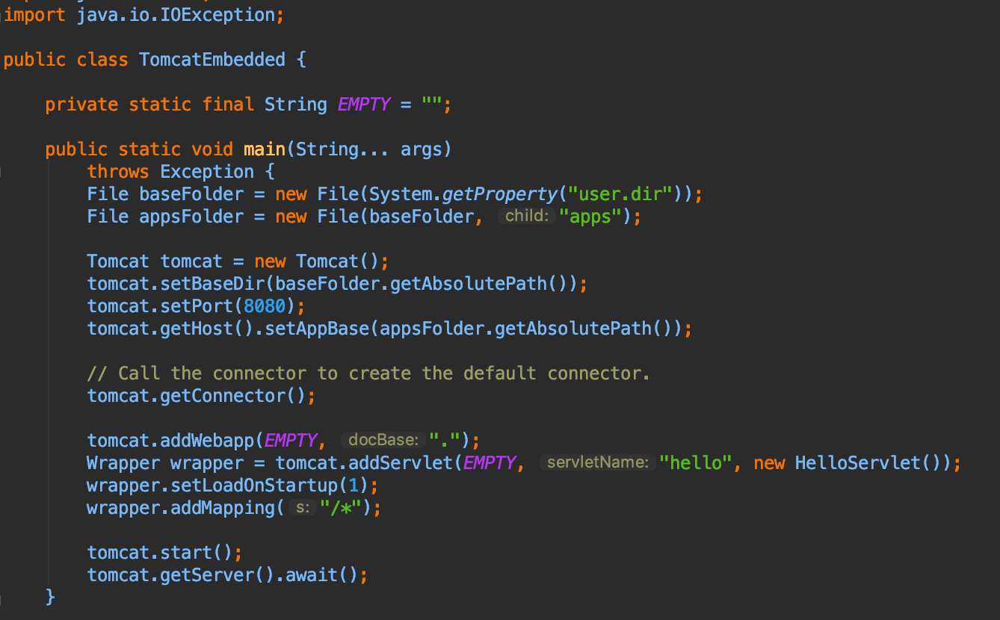 import java.io.IOException;
public class TomcatEmbedded {
private static final String EMPTY = "";
public static void main(String... args)
throws Exception {
File baseFolder = new File(System.getProperty("user.dir"));
File appsFolder = new File(baseFolder, child: "apps");
Tomcat tomcat = new Tomcat();
tomcat.setBaseDir(baseFolder.getAbsolutePath());
tomcat.setPort(8080);
tomcat.getHost().setAppBase(appsFolder.getAbsolutePath());
// Call the connector to create the default connector.
tomcat.getConnector();
tomcat.addWebapp(EMPTY, docBase: ".");
Wrapper wrapper = tomcat.addServlet(EMPTY, servletName: "hello", new HelloServlet());
wrapper.setLoadOnStartup(1);
wrapper.addMapping( s: "/*");
tomcat.start();
tomcat.getServer().await();
}